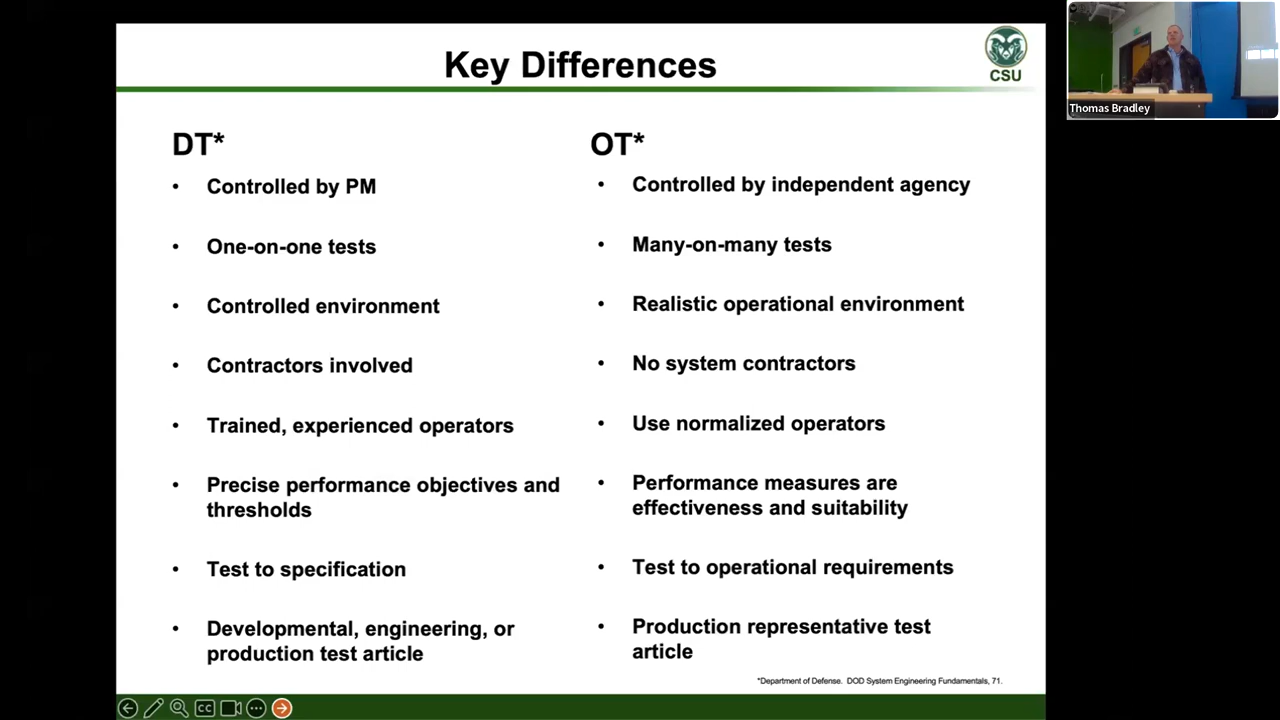 Key Differences
CSU
Thomas Bradley
DT*
• Controlled by PM
• One-on-one tests
• Controlled environment
• Contractors involved
• Trained, experienced operators
• Precise performance objectives and
thresholds
• Test to specification
• Developmental, engineering, or
production test article
OT*
• Controlled by independent agency
• Many-on-many tests
• Realistic operational environment
• No system contractors
• Use normalized operators
• Performance measures are
effectiveness and suitability
• Test to operational requirements
• Production representative test
article
*Department of Defense. DOD System Engineering Fundamentals, 71.
CC